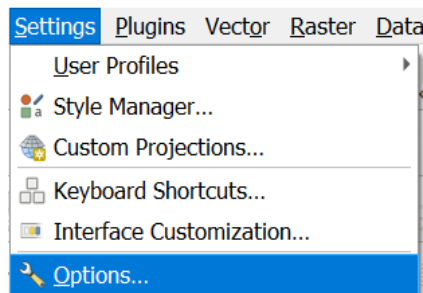 Settings Plugins Vector Raster Data
User Profiles
Style Manager...
Custom Projections...
Keyboard Shortcuts...
Interface Customization...
Options...